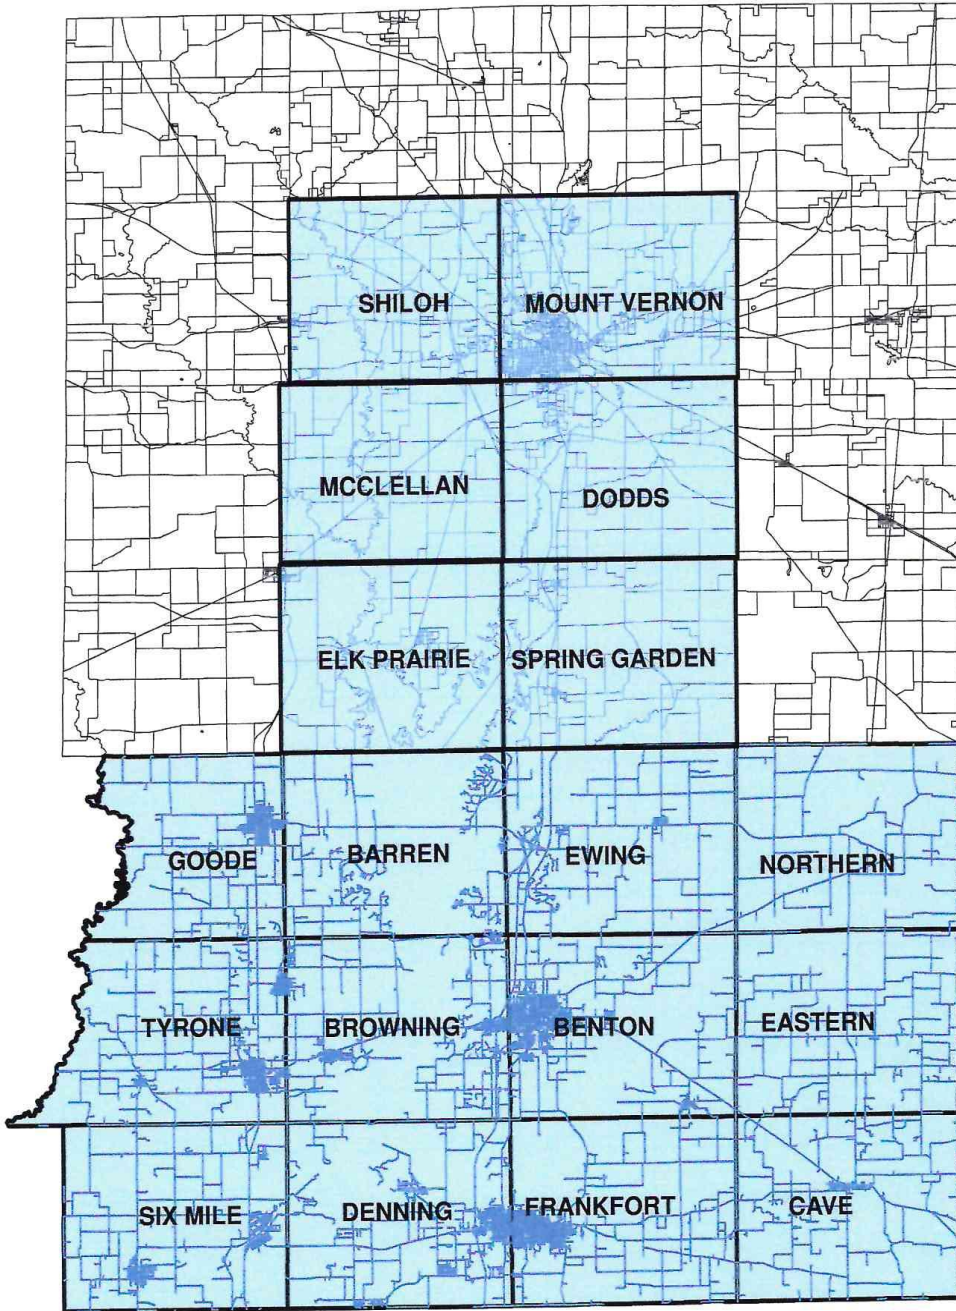 SHILOH
MOUNT VERNON
MCCLELLAN
DODDS
ELK PRAIRIE
SPRING GARDEN
GOODE
BARREN
EWING
NORTHERN
TYRONE
BROWNING
BENTON
EASTERN
SIX MILE
DENNING
FRANKFORT
CAVE